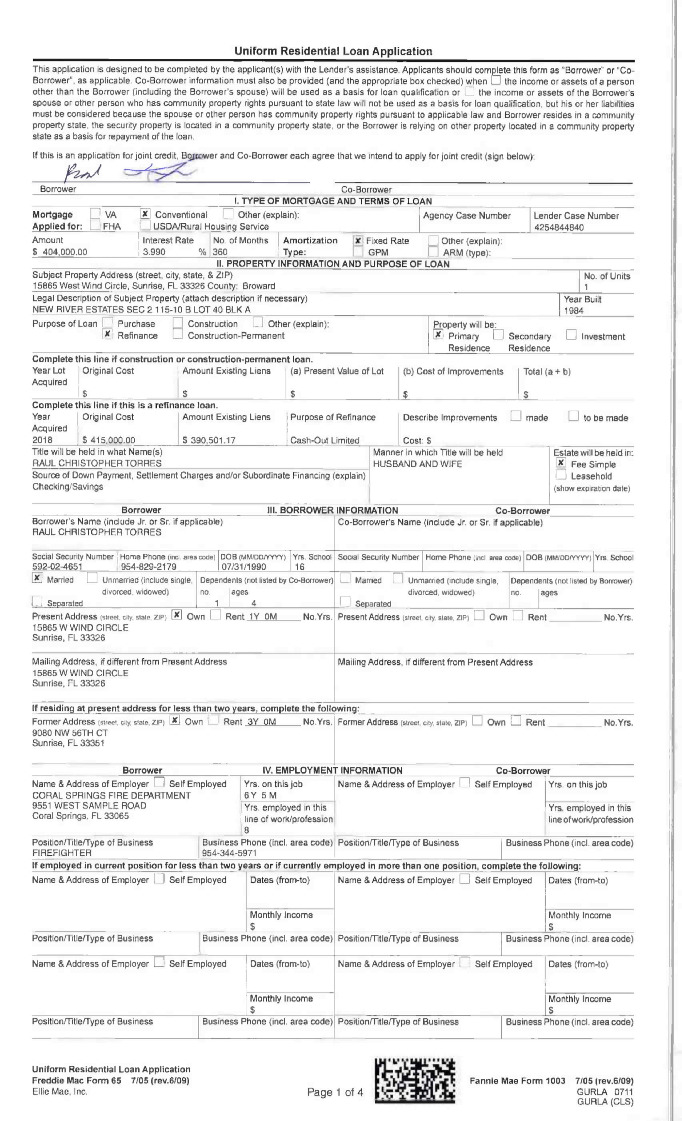 Uniform Residential Loan Application
This application is designed to be completed by the applicant(s) with the Lender's assistance. Applicants should complete this form as "Borrower" or "Co-
Borrower", as applicable. Co-Borrower information must also be provided (and the appropriate box checked) when the income or assets of a person
other than the Borrower (including the Borrower's spouse) will be used as a basis for loan qualification or the income or assets of the Borrower's
spouse or other person who has community property rights pursuant to state law will not be used as a basis for loan qualification, but his or her liabilities
must be considered because the spouse or other person has community property rights pursuant to applicable law and Borrower resides in a community
property state, the security property is located in a community property state, or the Borrower is relying on other property located in a community property
state as a basis for repayment of the loan.
If this is an application for joint credit, Borrower and Co-Borrower each agree that we intend to apply for joint credit (sign below):
Borrower Co-Borrower
I. TYPE OF MORTGAGE AND TERMS OF LOAN
Mortgage VA x Conventional Other (explain): Agency Case Number Lender Case Number
Applied for: FHA USDA/Rural Housing Service 4254844840
Amount Interest Rate No. of Months Amortization x Fixed Rate Other (explain):
$ 404,000.00 3.990 % 360 Type: GPM ARM (type):
II. PROPERTY INFORMATION AND PURPOSE OF LOAN
Subject Property Address (street, city, state, & ZIP) No. of Units
15865 West Wind Circle, Sunrise, FL 33326 County: Broward 1
Legal Description of Subject Property (attach description if necessary) Year Built
NEW RIVER ESTATES SEC 2 115-10 B LOT 40 BLK A 1984
Purpose of Loan Purchase Construction Other (explain): Property will be:
x Refinance Construction-Permanent x Primary Residence Secondary Residence Investment
Complete this line if construction or construction-permanent loan.
Year Lot Acquired Original Cost Amount Existing Liens (a) Present Value of Lot (b) Cost of Improvements Total (a + b)
$ $ $ $ $
Complete this line if this is a refinance loan.
Year Acquired Original Cost Amount Existing Liens Purpose of Refinance Describe Improvements made to be made
2018 $ 415,000.00 $ 390,501.17 Cash-Out Limited Cost: $
Title will be held in what Name(s) Manner in which Title will be held Estate will be held in:
RAUL CHRISTOPHER TORRES HUSBAND AND WIFE x Fee Simple
Source of Down Payment, Settlement Charges and/or Subordinate Financing (explain) Leasehold
Checking/Savings (show expiration date)
Borrower III. BORROWER INFORMATION Co-Borrower
Borrower's Name (include Jr. or Sr. if applicable) Co-Borrower's Name (include Jr. or Sr. if applicable)
RAUL CHRISTOPHER TORRES
Social Security Number Home Phone (incl. area code) DOB (MM/DD/YYYY) Yrs. School Social Security Number Home Phone (incl. area code) DOB (MM/DD/YYYY) Yrs. School
592-02-4651 954-829-2179 07/31/1990 16
x Married Unmarried (include single, Dependents (not listed by Co-Borrower) Married Unmarried (include single, Dependents (not listed by Borrower)
divorced, widowed) no. ages divorced, widowed) no. ages
Separated 1 4 Separated
Present Address (street, city, state, ZIP) x Own Rent 1Y 0M No.Yrs. Present Address (street, city, state, ZIP) Own Rent No.Yrs.
15865 W WIND CIRCLE
Sunrise, FL 33326
Mailing Address, if different from Present Address Mailing Address, if different from Present Address
15865 W WIND CIRCLE
Sunrise, FL 33326
If residing at present address for less than two years, complete the following:
Former Address (street, city, state, ZIP) x Own Rent 3Y 0M No.Yrs. Former Address (street, city, state, ZIP) Own Rent No.Yrs.
9080 NW 56TH CT
Sunrise, FL 33351
Borrower IV. EMPLOYMENT INFORMATION Co-Borrower
Name & Address of Employer Self Employed Yrs. on this job Name & Address of Employer Self Employed Yrs. on this job
CORAL SPRINGS FIRE DEPARTMENT 6Y 5M
9551 WEST SAMPLE ROAD Yrs. employed in this Yrs. employed in this
Coral Springs, FL 33065 line of work/profession line of work/profession
8
Position/Title/Type of Business Business Phone (incl. area code) Position/Title/Type of Business Business Phone (incl. area code)
FIREFIGHTER 954-344-5971
If employed in current position for less than two years or if currently employed in more than one position, complete the following:
Name & Address of Employer Self Employed Dates (from-to) Name & Address of Employer Self Employed Dates (from-to)
Monthly Income Monthly Income
$ $
Position/Title/Type of Business Business Phone (incl. area code) Position/Title/Type of Business Business Phone (incl. area code)
Name & Address of Employer Self Employed Dates (from-to) Name & Address of Employer Self Employed Dates (from-to)
Monthly Income Monthly Income
$ $
Position/Title/Type of Business Business Phone (incl. area code) Position/Title/Type of Business Business Phone (incl. area code)
Uniform Residential Loan Application
Freddie Mac Form 65 7/05 (rev.6/09) Fannie Mae Form 1003 7/05 (rev.6/09)
Ellie Mae, Inc. Page 1 of 4 GURLA 0711
GURLA (CLS)